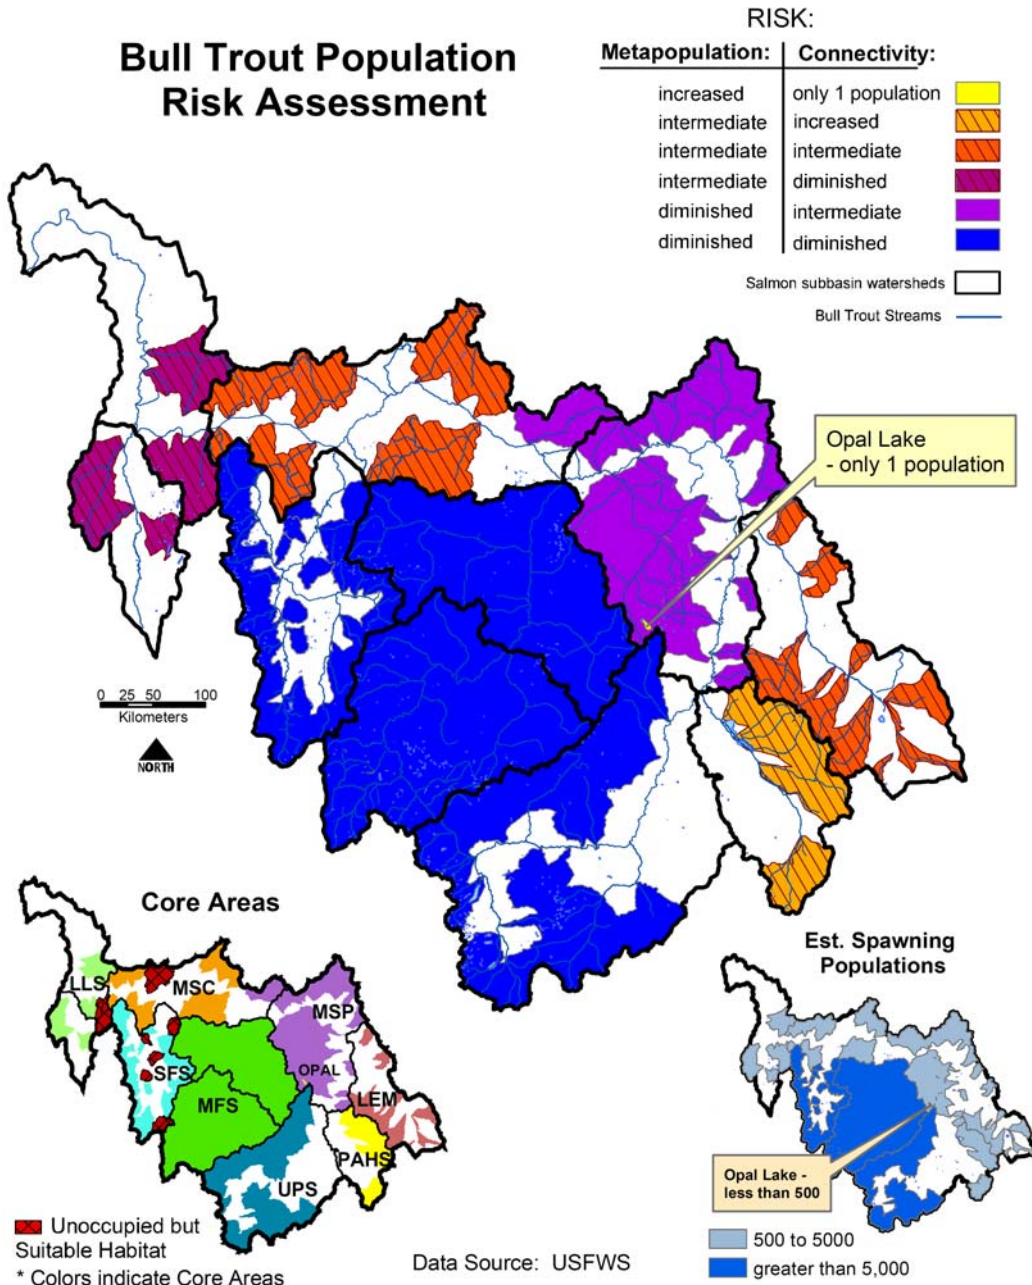 Bull Trout Population
Risk Assessment
RISK:
Metapopulation: Connectivity:
increased only 1 population
intermediate increased
intermediate intermediate
intermediate diminished
diminished intermediate
diminished diminished
Salmon subbasin watersheds
Bull Trout Streams
Opal Lake
- only 1 population
0 25 50 100
Kilometers
NORTH
Core Areas
LLS
MSC
MSP
SFS
OPAL
MFS
LEM
PAHS
UPS
Unoccupied but
Suitable Habitat
* Colors indicate Core Areas
Data Source: USFWS
Est. Spawning
Populations
Opal Lake -
less than 500
500 to 5000
greater than 5,000